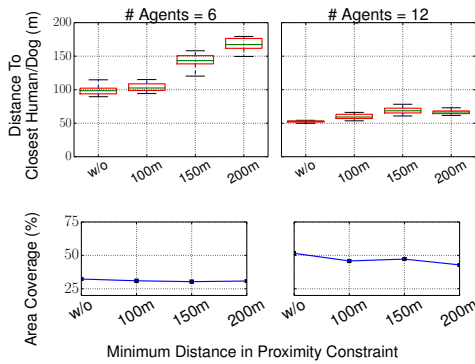 # Agents = 6
# Agents = 12
Distance To
Closest Human/Dog (m)
200
150
100
50
0
w/o
100m
150m
200m
w/o
100m
150m
200m
Area Coverage (%)
75
50
25
w/o
100m
150m
200m
w/o
100m
150m
200m
Minimum Distance in Proximity Constraint